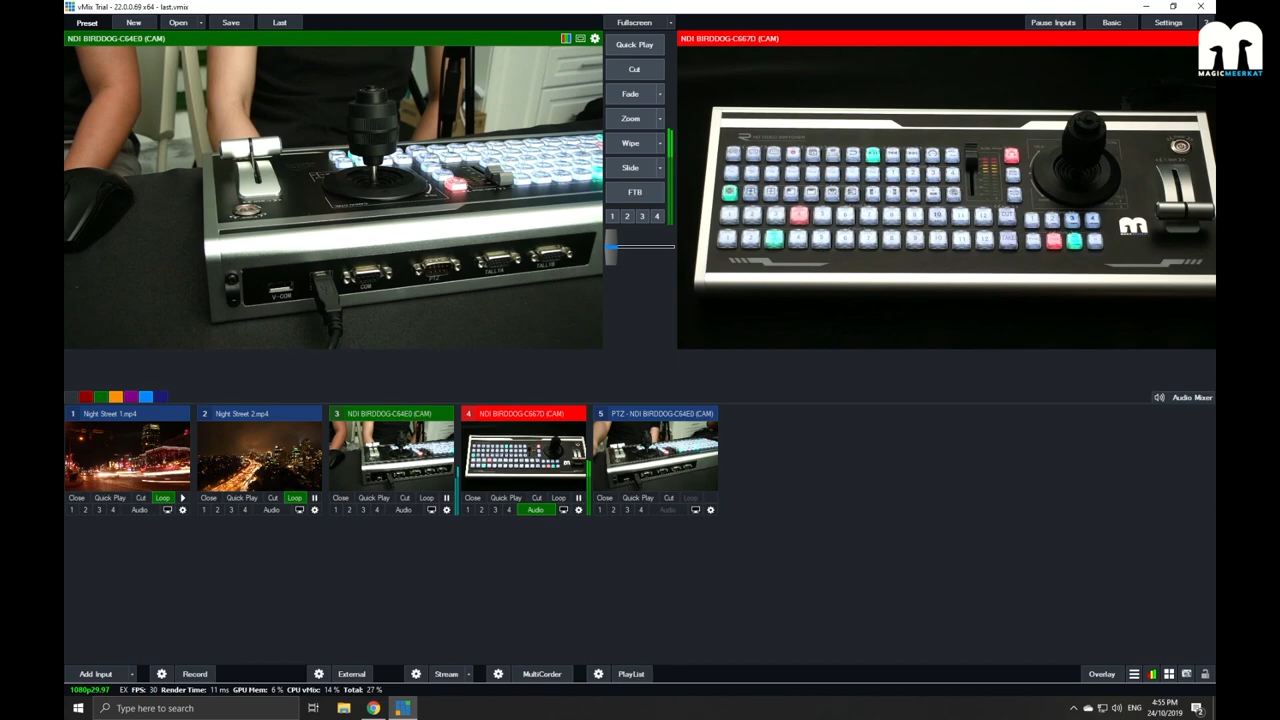 vMix Trial - 22.0.0.69 x64 - last.vmix
Preset New Open Save Last Fullscreen Pause Inputs Basic Settings ?
MAGICMEERKAT
NDI BIRDDOG-C64E0 (CAM)
NDI BIRDDOG-C667D (CAM)
Quick Play
Cut
Fade
Zoom
Wipe
Slide
FTB
1 2 3 4
V-COM
COM
PTZ
TALLYA
TALLYB
Audio Mixer
1 Night Street 1.mp4
2 Night Street 2.mp4
3 NDI BIRDDOG-C64E0 (CAM)
4 NDI BIRDDOG-C667D (CAM)
5 PTZ - NDI BIRDDOG-C64E0 (CAM)
Close Quick Play Cut Loop
Close Quick Play Cut Loop
Close Quick Play Cut Loop
Close Quick Play Cut Loop
Close Quick Play Cut Loop
1 2 3 4 Audio
1 2 3 4 Audio
1 2 3 4 Audio
1 2 3 4 Audio
1 2 3 4 Audio
Add Input Record External Stream MultiCorder PlayList Overlay
1080p29.97 EX FPS: 30 Render Time: 11 ms GPU Mem: 6 % CPU vMix: 14 % Total: 27 %
Type here to search
ENG
4:55 PM
24/10/2019
2